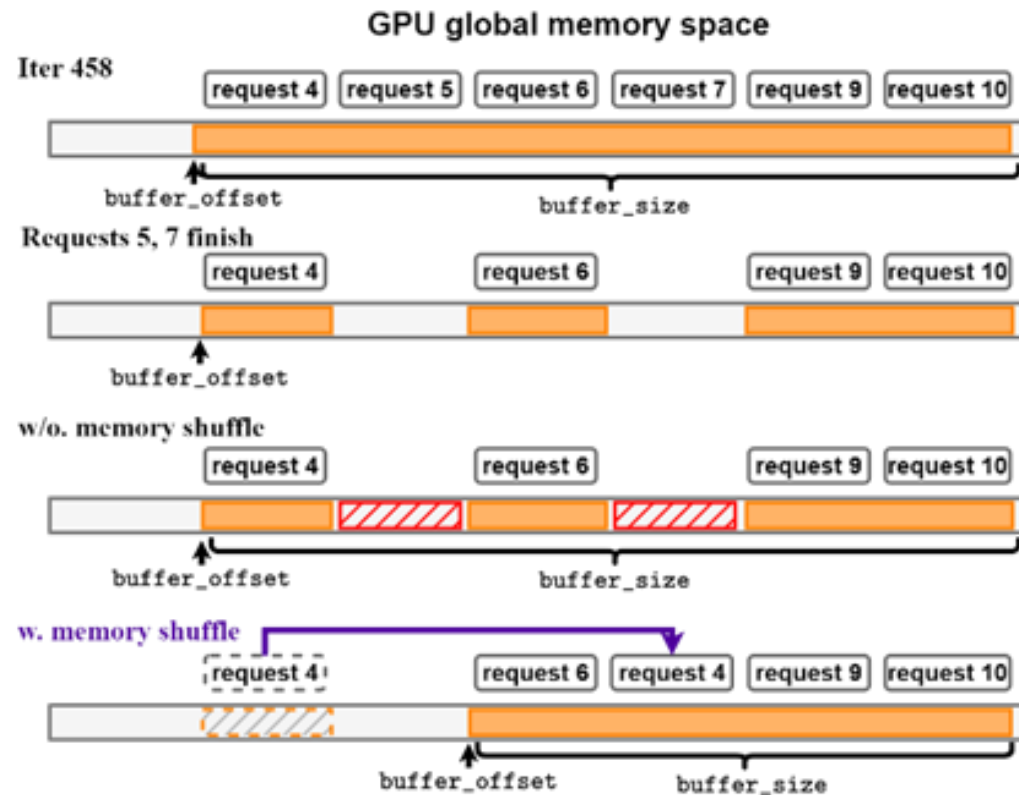 GPU global memory space
Iter 458
request 4 request 5 request 6 request 7 request 9 request 10
buffer_offset
buffer_size
Requests 5, 7 finish
request 4 request 6 request 9 request 10
buffer_offset
w/o. memory shuffle
request 4 request 6 request 9 request 10
buffer_offset
buffer_size
w. memory shuffle
request 4 request 6 request 4 request 9 request 10
buffer_offset
buffer_size